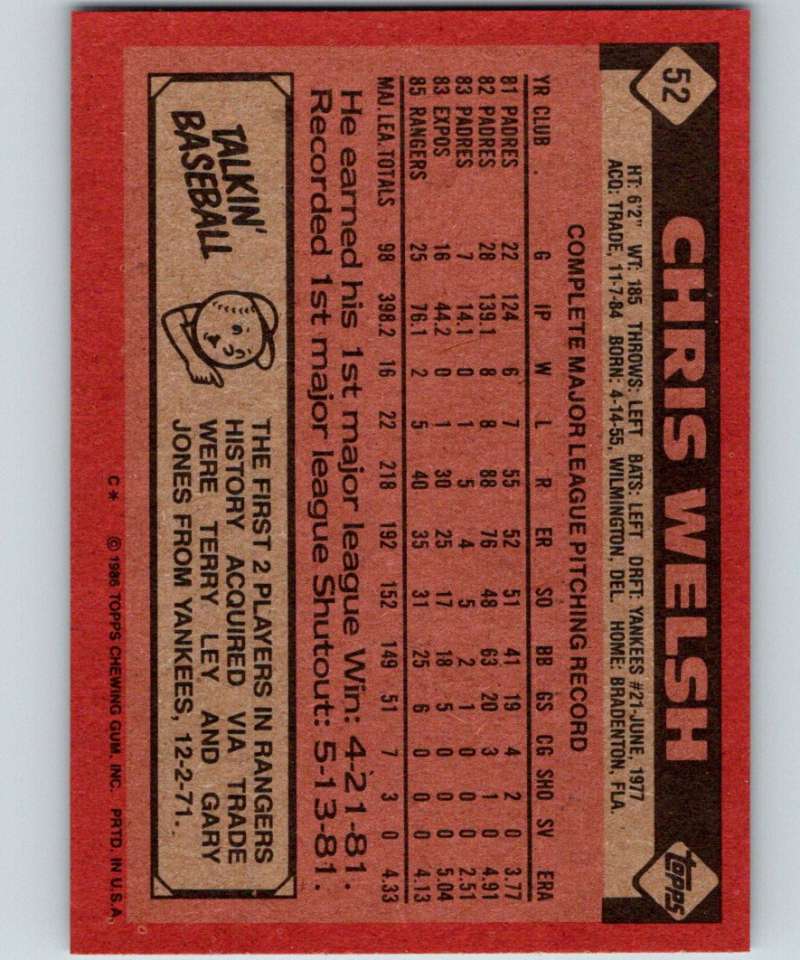 52
CHRIS WELSH
topps
HT: 6'2" WT: 185 THROWS: LEFT BATS: LEFT DRFT: YANKEES #21-JUNE, 1977
ACQ: TRADE, 11-7-84 BORN: 4-14-55, WILMINGTON, DEL. HOME: BRADENTON, FLA.
COMPLETE MAJOR LEAGUE PITCHING RECORD
YR CLUB G IP W L R ER SO BB GS CG SHO SV ERA
81 PADRES 22 124 6 7 55 52 51 41 19 4 2 0 3.77
82 PADRES 28 139.1 8 8 88 76 48 63 20 3 1 0 4.91
83 PADRES 7 14.1 0 1 5 4 5 2 1 0 0 0 2.51
83 EXPOS 16 44.2 0 1 30 25 17 18 5 0 0 0 5.04
85 RANGERS 25 76.1 2 5 40 35 31 25 6 0 0 0 4.13
MAJ. LEA. TOTALS 98 398.2 16 22 218 192 152 149 51 7 3 0 4.33
He earned his 1st major league Win: 4-21-81.
Recorded 1st major league Shutout: 5-13-81.
TALKIN'
BASEBALL
THE FIRST 2 PLAYERS IN RANGERS
HISTORY ACQUIRED VIA TRADE
WERE TERRY LEY AND GARY
JONES FROM YANKEES, 12-2-71.
C* © 1986 TOPPS CHEWING GUM, INC. PRTD. IN U.S.A.